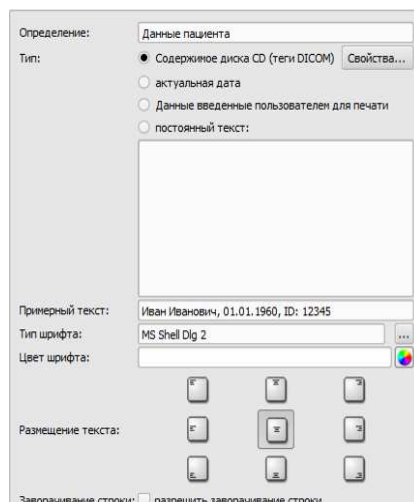 Определение: Данные пациента
Тип: Содержимое диска CD (теги DICOM) Свойства...
актуальная дата
Данные введенные пользователем для печати
постоянный текст:
Примерный текст: Иван Иванович, 01.01.1960, ID: 12345
Тип шрифта: MS Shell Dlg 2 ...
Цвет шрифта:
Размещение текста:
Заворачивание строки: разрешить заворачивание строки